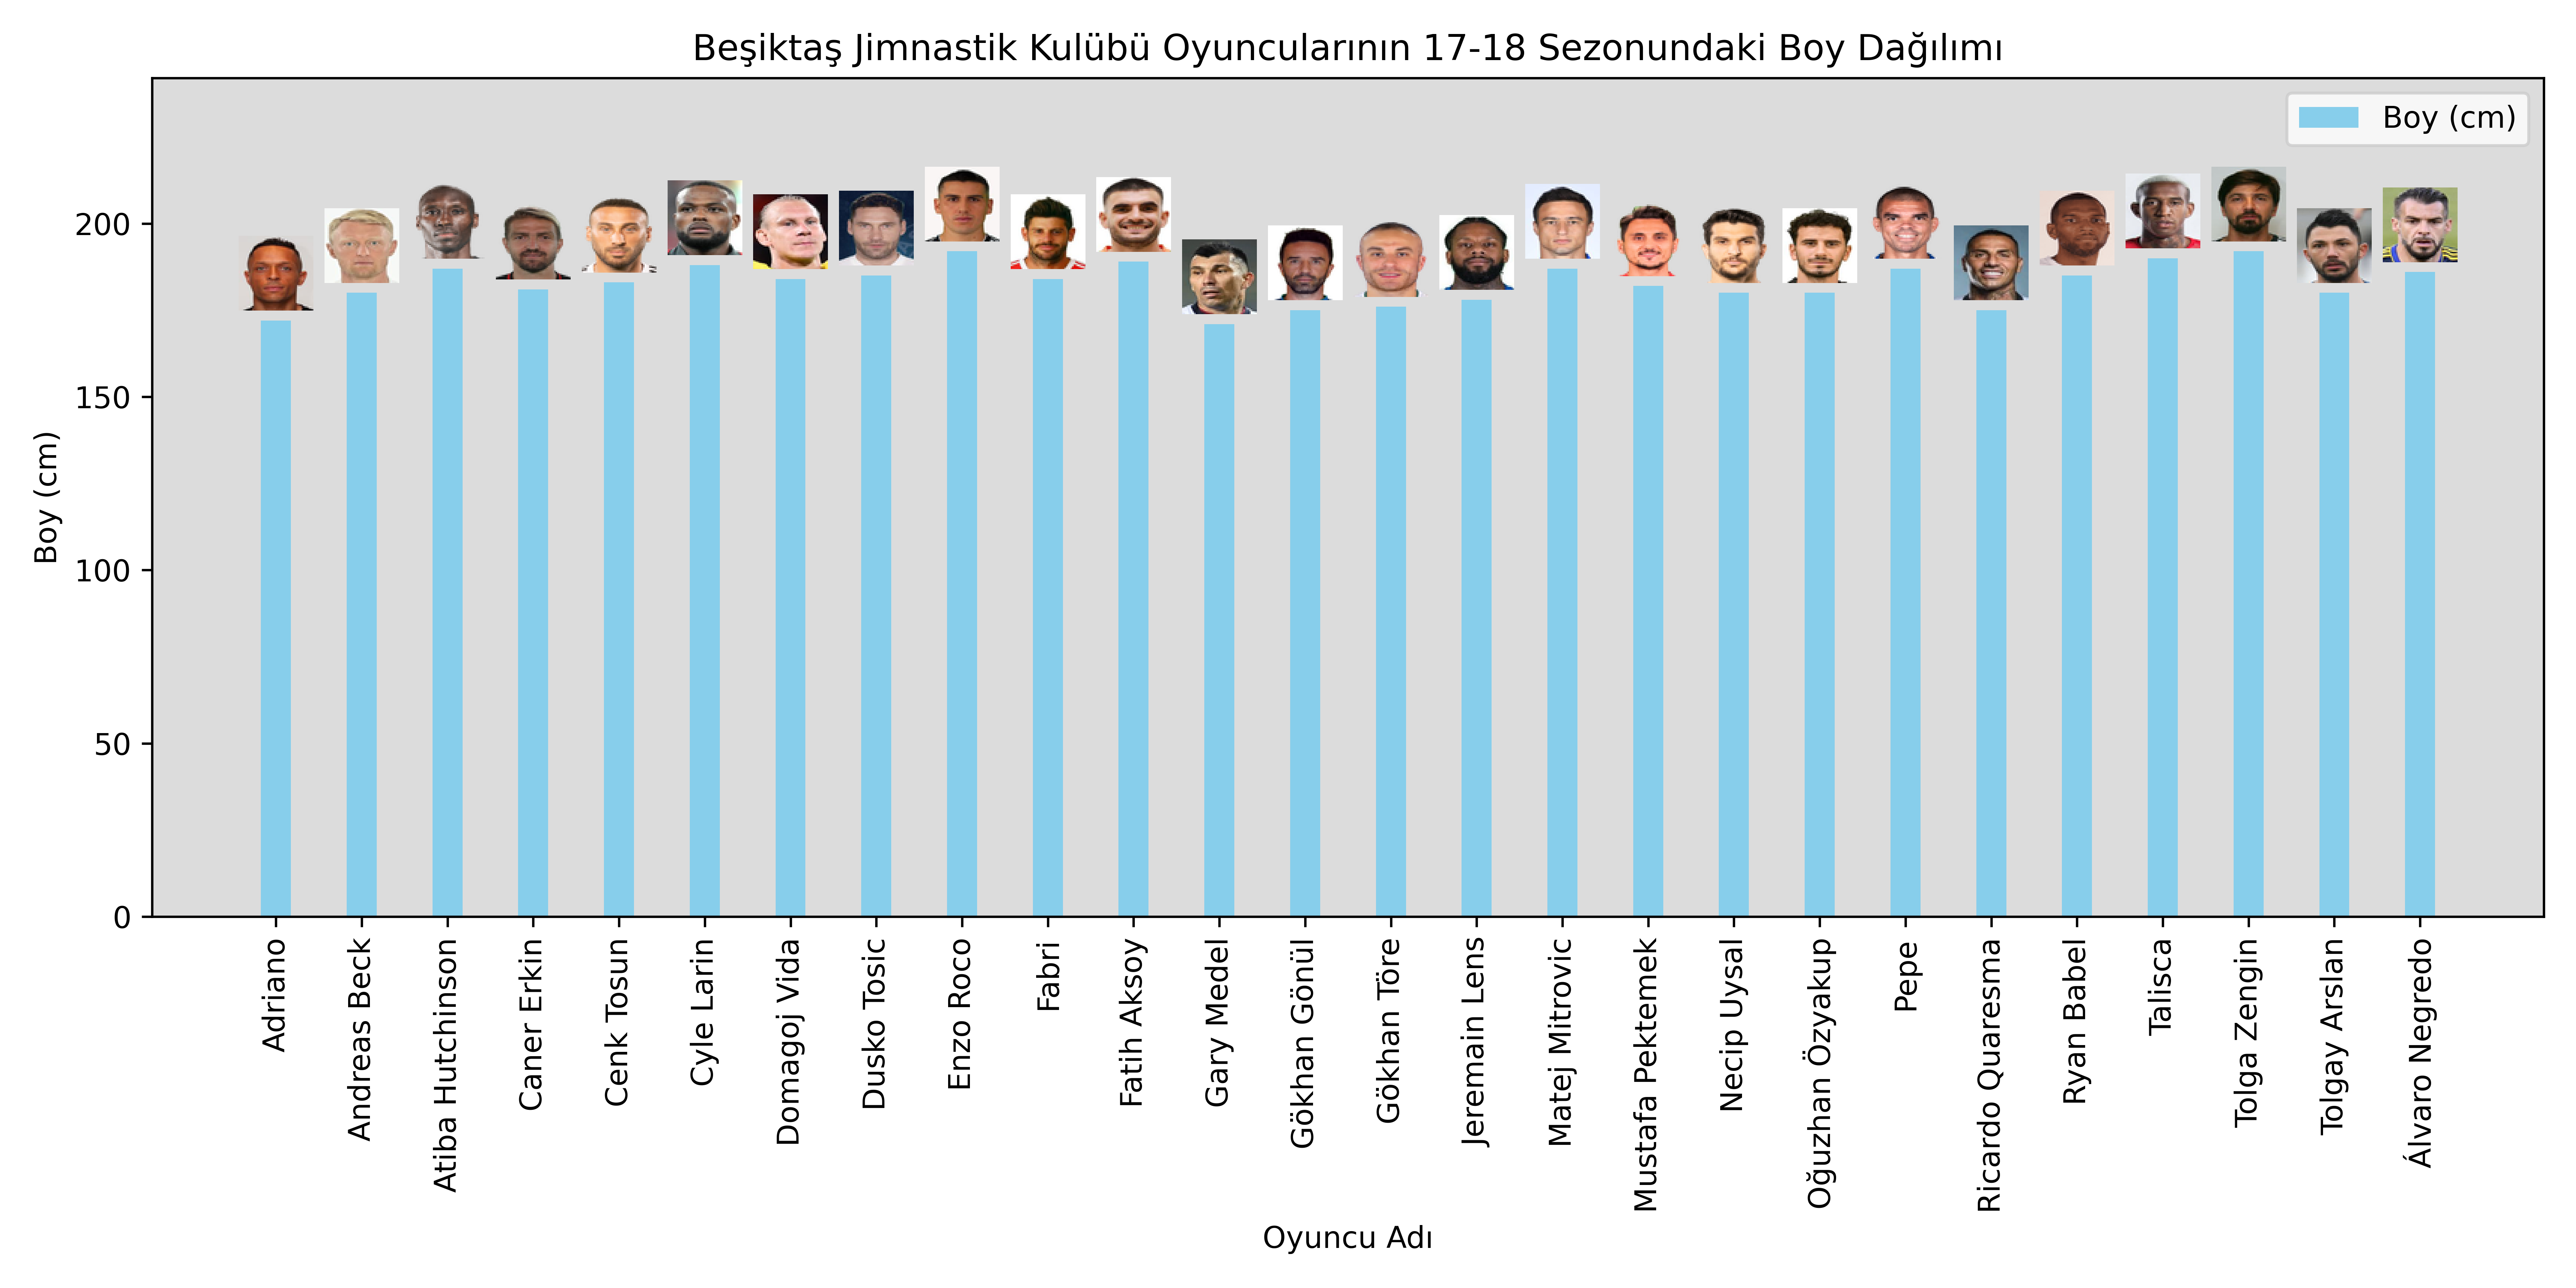 Beşiktaş Jimnastik Kulübü Oyuncularının 17-18 Sezonundaki Boy Dağılımı
Boy (cm)
200
150
100
50
0
Boy (cm)
Adriano
Andreas Beck
Atiba Hutchinson
Caner Erkin
Cenk Tosun
Cyle Larin
Domagoj Vida
Dusko Tosic
Enzo Roco
Fabri
Fatih Aksoy
Gary Medel
Gökhan Gönül
Gökhan Töre
Jeremain Lens
Matej Mitrovic
Mustafa Pektemek
Necip Uysal
Oğuzhan Özyakup
Pepe
Ricardo Quaresma
Ryan Babel
Talisca
Tolga Zengin
Tolgay Arslan
Álvaro Negredo
Oyuncu Adı